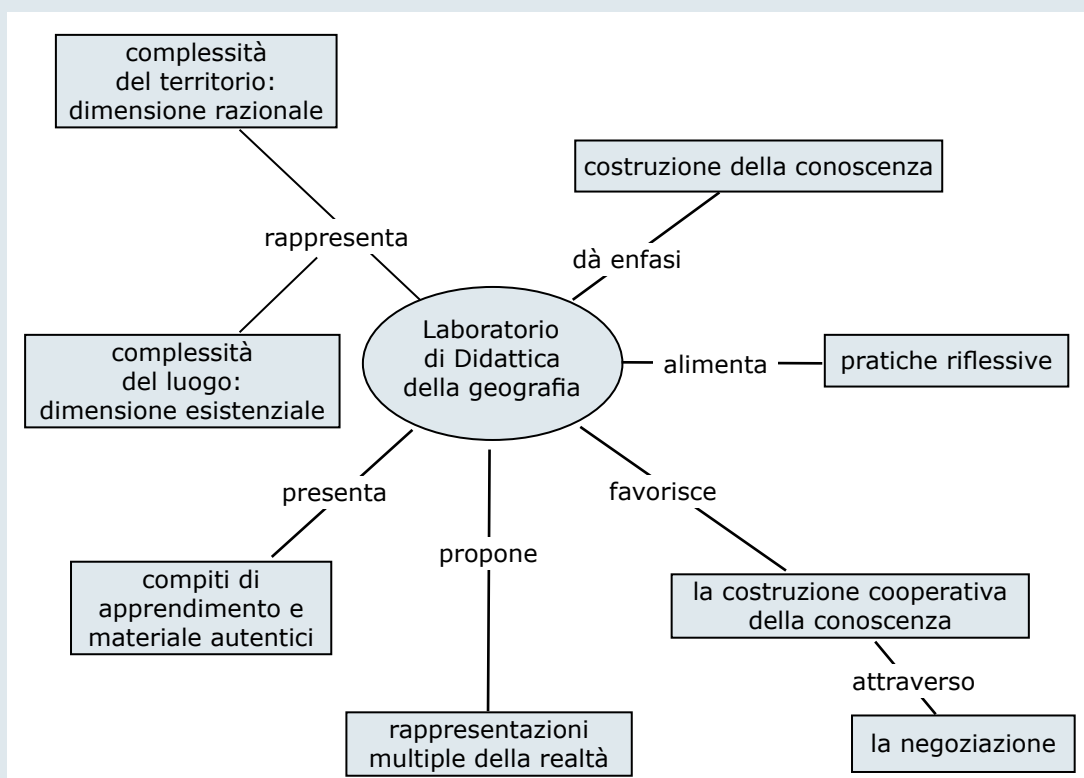 complessità
del territorio:
dimensione razionale
costruzione della conoscenza
rappresenta
dà enfasi
Laboratorio
di Didattica
della geografia
complessità
del luogo:
dimensione esistenziale
alimenta
pratiche riflessive
presenta
favorisce
propone
compiti di
apprendimento e
materiale autentici
la costruzione cooperativa
della conoscenza
attraverso
rappresentazioni
multiple della realtà
la negoziazione